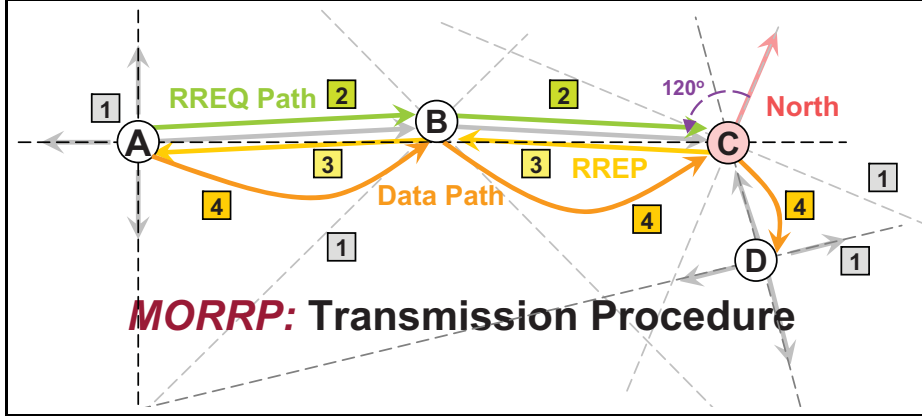 120º
North
1
RREQ Path
2
2
A
B
C
3
3
RREP
1
4
Data Path
4
4
1
D
1
MORRP: Transmission Procedure